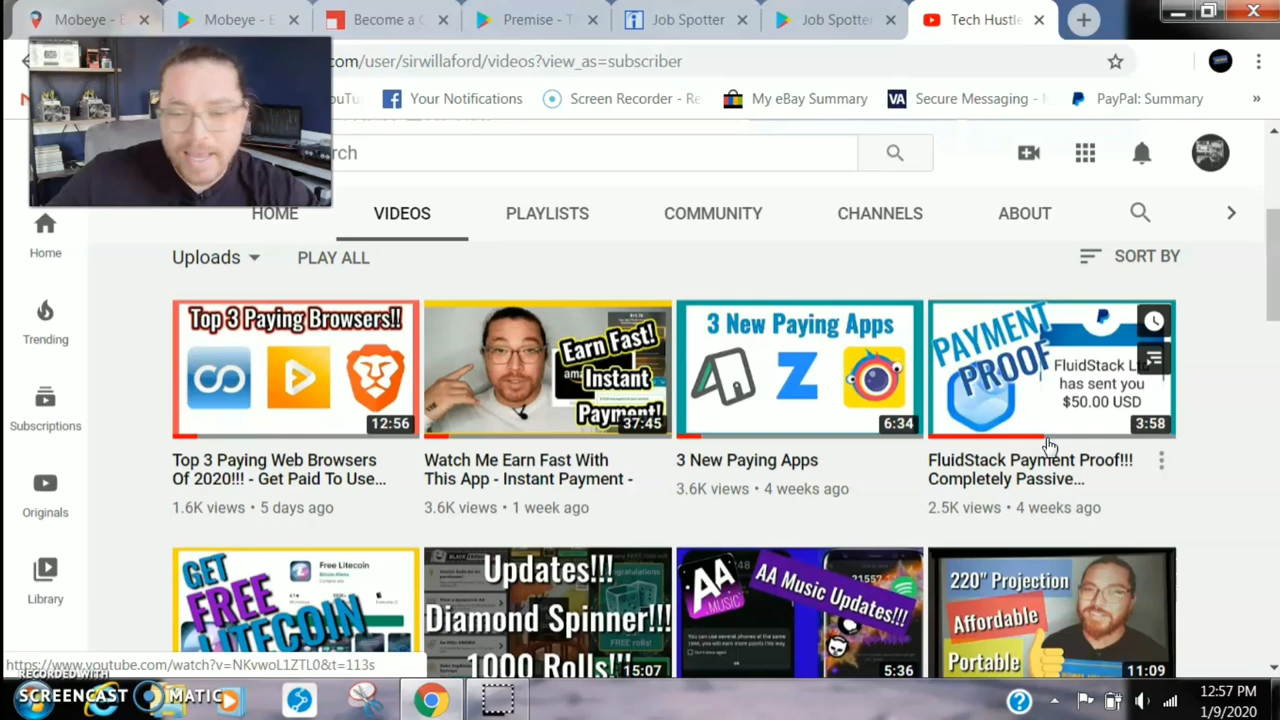 Mobeye - E
Mobeye - E
Become a C
Premise - T
Job Spotter
Job Spotter
Tech Hustle
com/user/sirwillaford/videos?view_as=subscriber
Your Notifications
Screen Recorder - Re
My eBay Summary
VA
Secure Messaging -
PayPal: Summary
»
rch
HOME
VIDEOS
PLAYLISTS
COMMUNITY
CHANNELS
ABOUT
Home
Trending
Subscriptions
Originals
Library
Uploads
PLAY ALL
SORT BY
Top 3 Paying Browsers!!
12:56
Earn Fast!
Instant
Payment!
37:45
3 New Paying Apps
6:34
PAYMENT
PROOF
FluidStack Lt
has sent you
$50.00 USD
3:58
Top 3 Paying Web Browsers
Of 2020!!! - Get Paid To Use...
1.6K views • 5 days ago
Watch Me Earn Fast With
This App - Instant Payment -
3.6K views • 1 week ago
3 New Paying Apps
3.6K views • 4 weeks ago
FluidStack Payment Proof!!!
Completely Passive...
2.5K views • 4 weeks ago
GET
FREE
LITECOIN
Free Litecoin
Updates!!!
Diamond Spinner!!!
1000 Rolls!!
15:07
AA
MUSIC
AA Music Updates!!!
5:36
220" Projection
Affordable
Portable
11:09
https://www.youtube.com/watch?v=NKvwoL1ZTL0&t=113s
RECORDED WITH
SCREENCAST MATIC
12:57 PM
1/9/2020